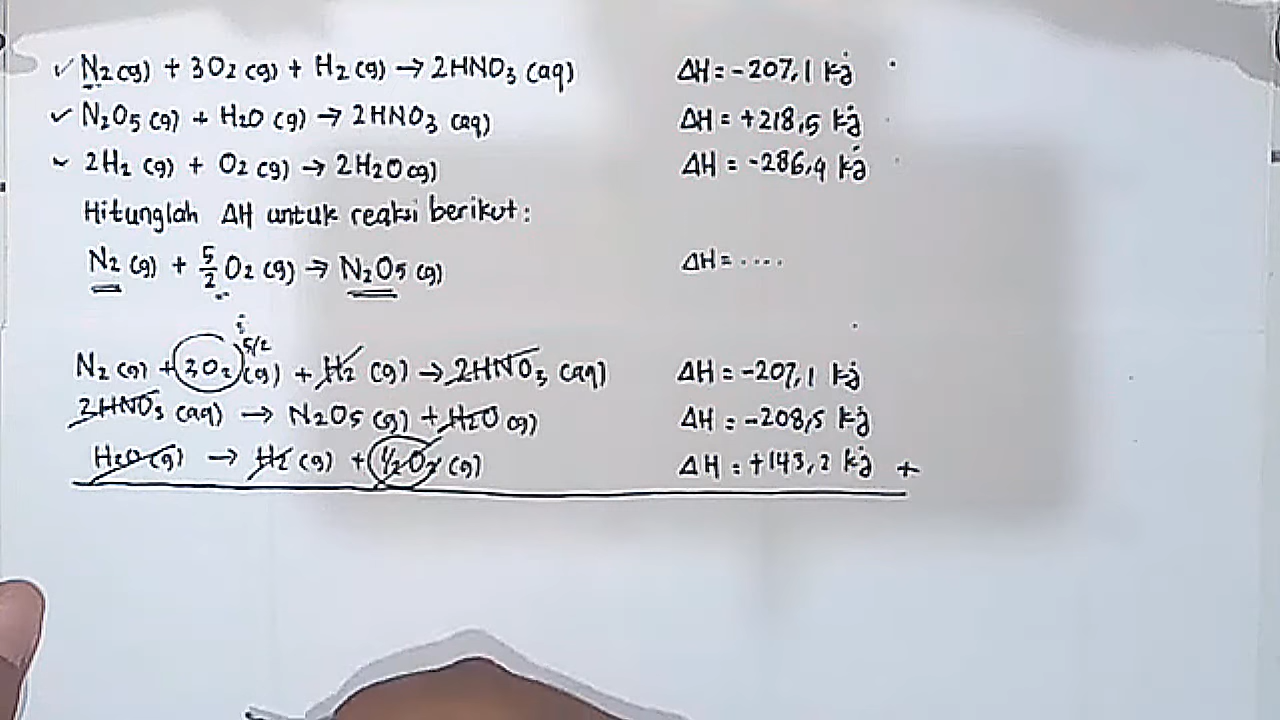 ✓ N2(g) + 3O2(g) + H2(g) → 2HNO3(aq) ΔH = -207,1 kj
✓ N2O5(g) + H2O(g) → 2HNO3(aq) ΔH = +218,5 kj
✓ 2H2(g) + O2(g) → 2H2O(g) ΔH = -286,4 kj
Hitunglah ΔH untuk reaksi berikut:
N2(g) + 5/2 O2(g) → N2O5(g) ΔH = ....
5/2
N2(g) + 3O2(g) + H2(g) → 2HNO3(aq) ΔH = -207,1 kj
2HNO3(aq) → N2O5(g) + H2O(g) ΔH = -208,5 kj
H2O(g) → H2(g) + 1/2O2(g) ΔH = +143,2 kj +